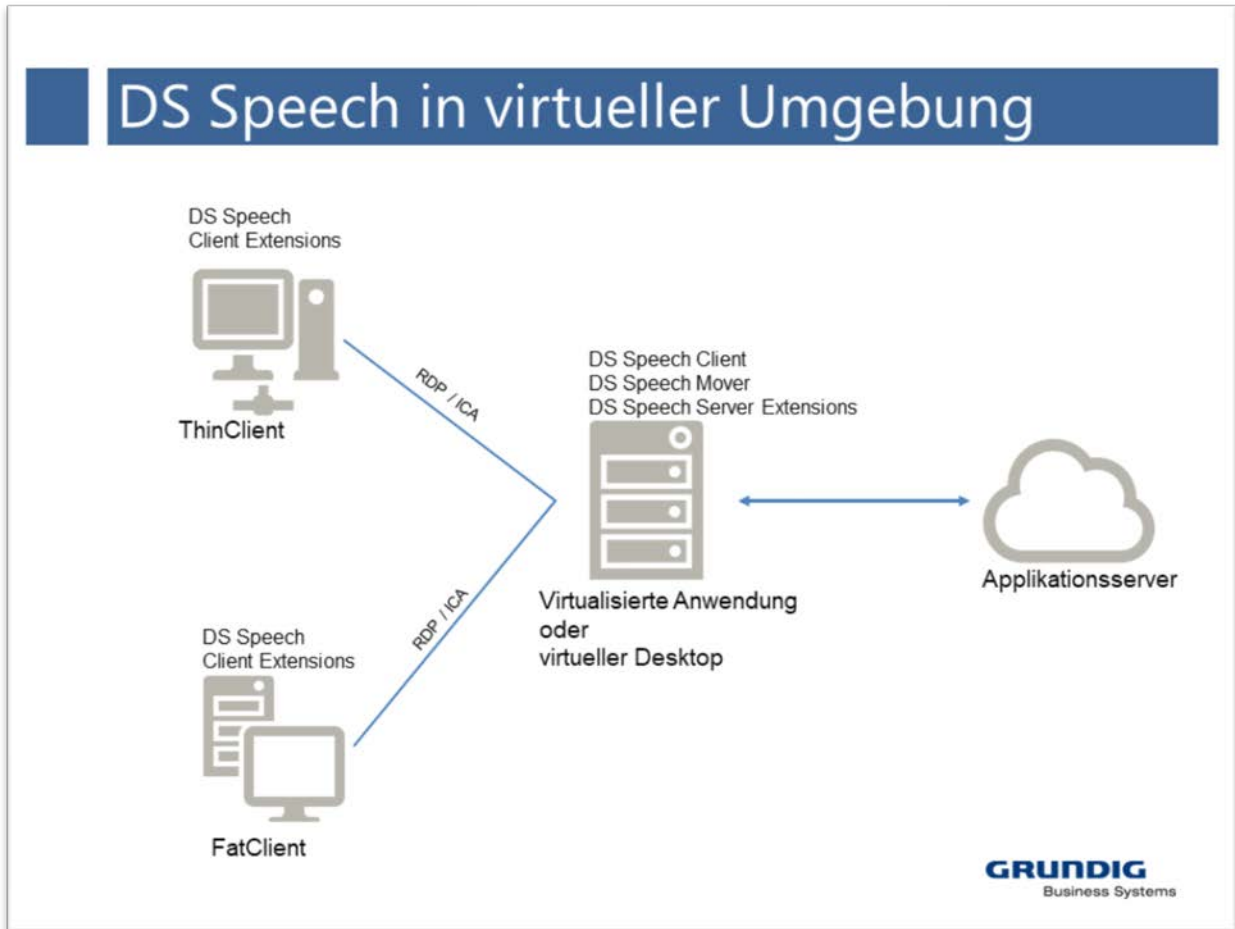 DS Speech in virtueller Umgebung
DS Speech
Client Extensions
ThinClient
RDP / ICA
DS Speech Client
DS Speech Mover
DS Speech Server Extensions
Virtualisierte Anwendung
oder
virtueller Desktop
Applikationsserver
RDP / ICA
DS Speech
Client Extensions
FatClient
GRUNDIG
Business Systems